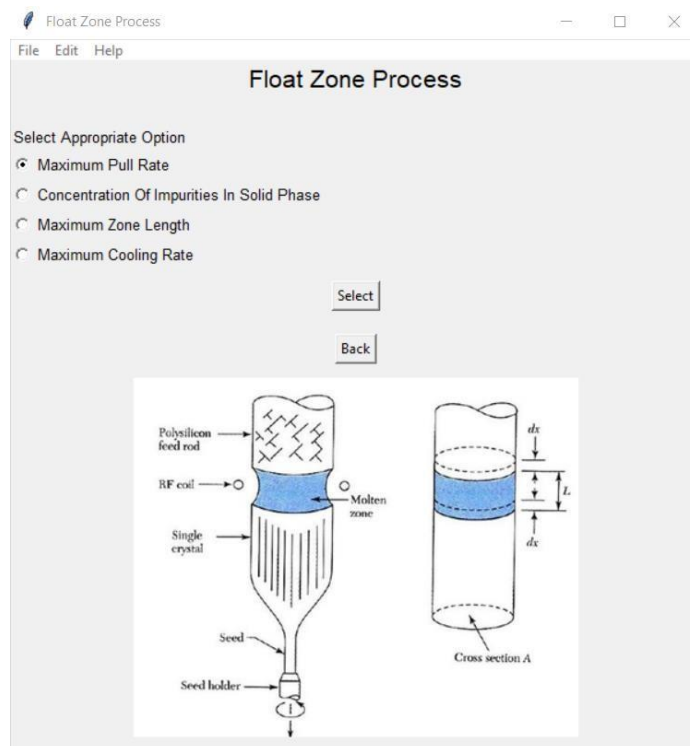 Float Zone Process
File Edit Help
Float Zone Process
Select Appropriate Option
Maximum Pull Rate
Concentration Of Impurities In Solid Phase
Maximum Zone Length
Maximum Cooling Rate
Select
Back
Polysilicon
feed rod
RF coil
Molten
zone
Single
crystal
Seed
Seed holder
dx
L
dx
Cross section A